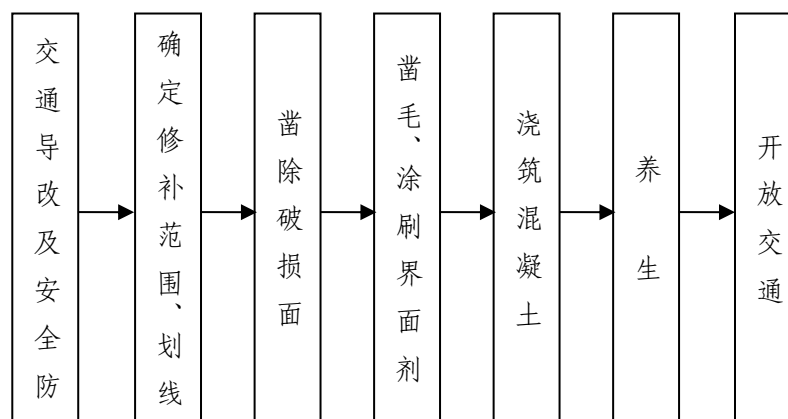 交通导改及安全防
确定修补范围、划线
凿除破损面
凿毛、涂刷界面剂
浇筑混凝土
养生
开放交通